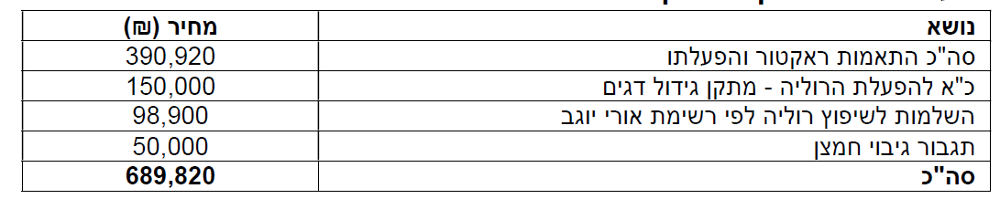 נושא מחיר (₪)
סה"כ התאמות ראקטור והפעלתו 390,920
כ"א להפעלת הרוליה - מתקן גידול דגים 150,000
השלמות לשיפוץ רוליה לפי רשימת אורי יוגב 98,900
תגבור גיבוי חמצן 50,000
סה"כ 689,820